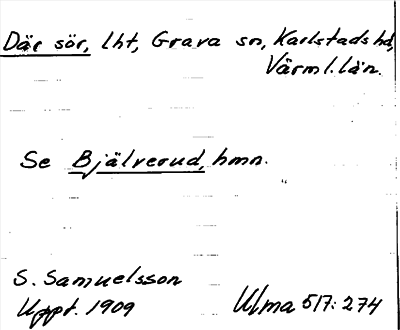 Där sör, lht, Grava sn, Karlstads hd,
Värml. län.
Se Bjälverud, hmn.
S. Samuelsson
Uppt. 1909
Ulma 517:274